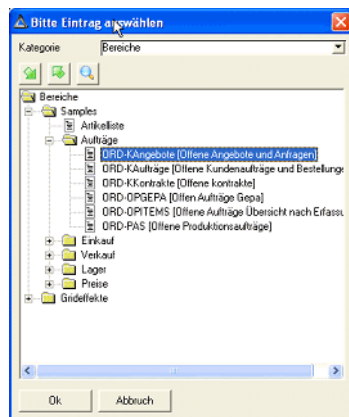 Bitte Eintrag auswählen
Kategorie Bereiche
Bereiche
Samples
Artikelliste
Aufträge
ORD-KAngebote [Offene Angebote und Anfragen]
ORD-KAufträge [Offene Kundenaufträge und Bestellunge
ORD-KKontrakte [Offene kontrakte]
ORD-OPGEPA [Offen Aufträge Gepa]
ORD-OPITEMS [Offene Aufträge Übersicht nach Erfassu
ORD-PAS [Offene Produktionsaufträge]
Einkauf
Verkauf
Lager
Preise
Grideffekte
Ok Abbruch